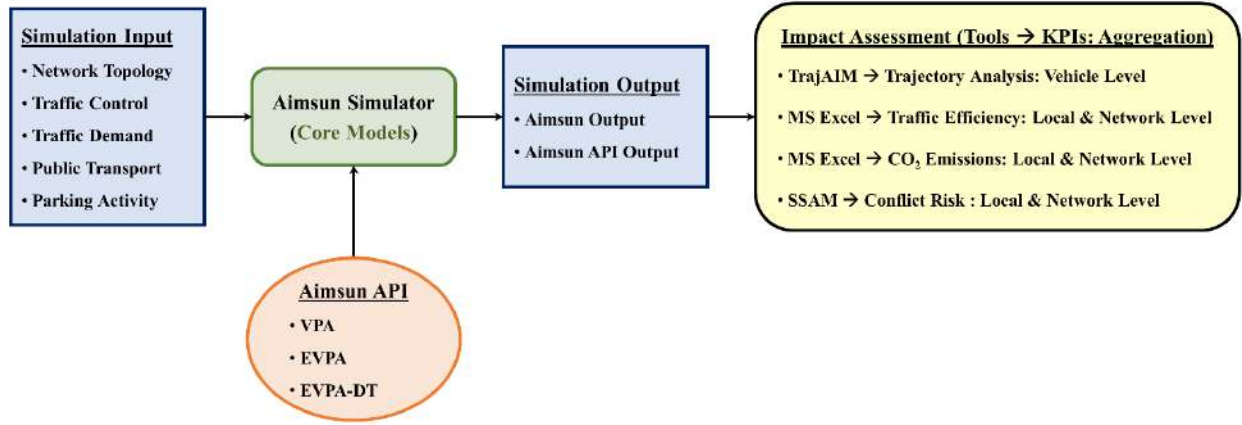 Simulation Input
• Network Topology
• Traffic Control
• Traffic Demand
• Public Transport
• Parking Activity
Aimsun Simulator
(Core Models)
Simulation Output
• Aimsun Output
• Aimsun API Output
Impact Assessment (Tools → KPIs: Aggregation)
• TrajAIM → Trajectory Analysis: Vehicle Level
• MS Excel → Traffic Efficiency: Local & Network Level
• MS Excel → CO₂ Emissions: Local & Network Level
• SSAM → Conflict Risk : Local & Network Level
Aimsun API
• VPA
• EVPA
• EVPA-DT